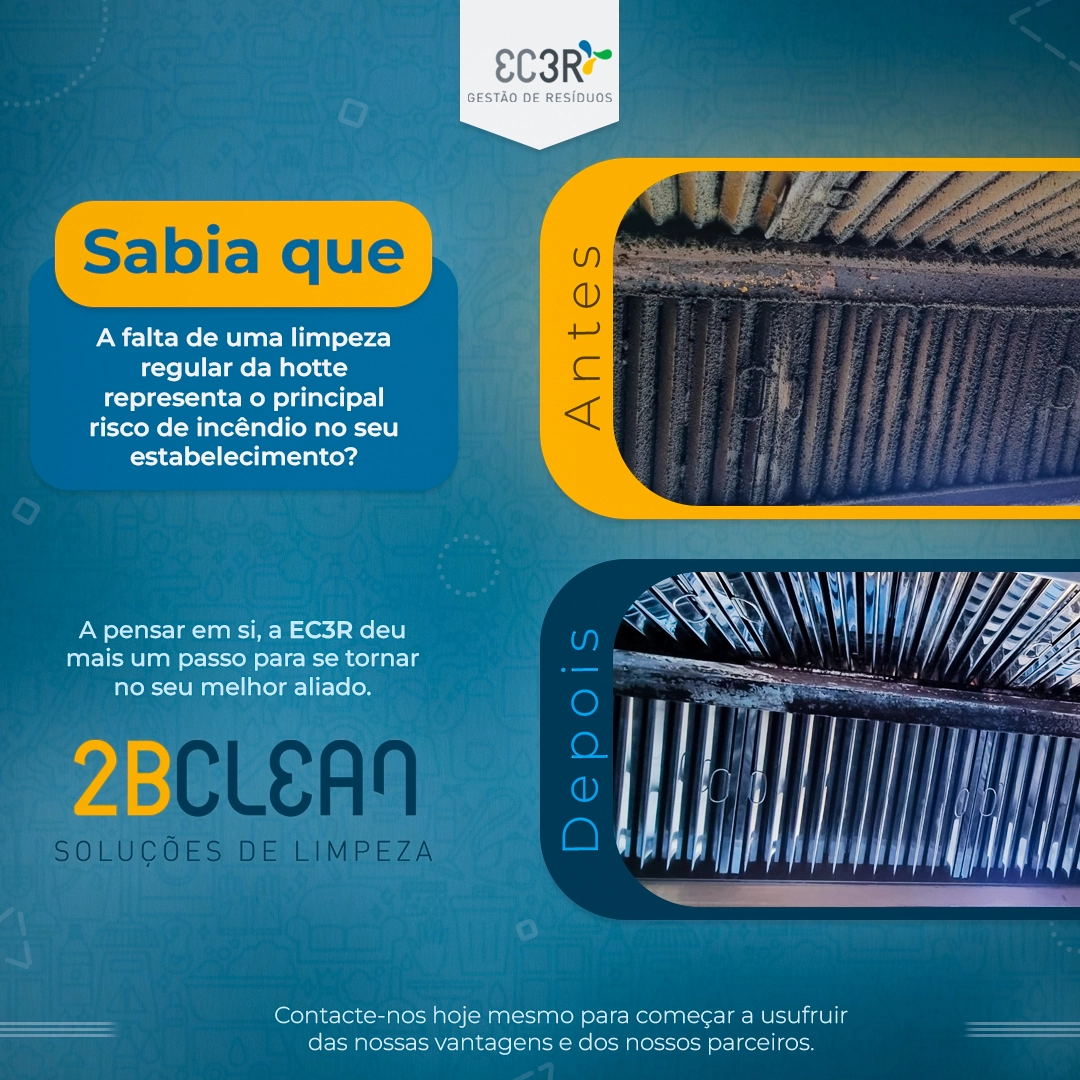 EC3R
GESTÃO DE RESÍDUOS
Sabia que
A falta de uma limpeza
regular da hotte
representa o principal
risco de incêndio no seu
estabelecimento?
Antes
Depois
A pensar em si, a EC3R deu
mais um passo para se tornar
no seu melhor aliado.
2BCLEAN
SOLUÇÕES DE LIMPEZA
Contacte-nos hoje mesmo para começar a usufruir
das nossas vantagens e dos nossos parceiros.